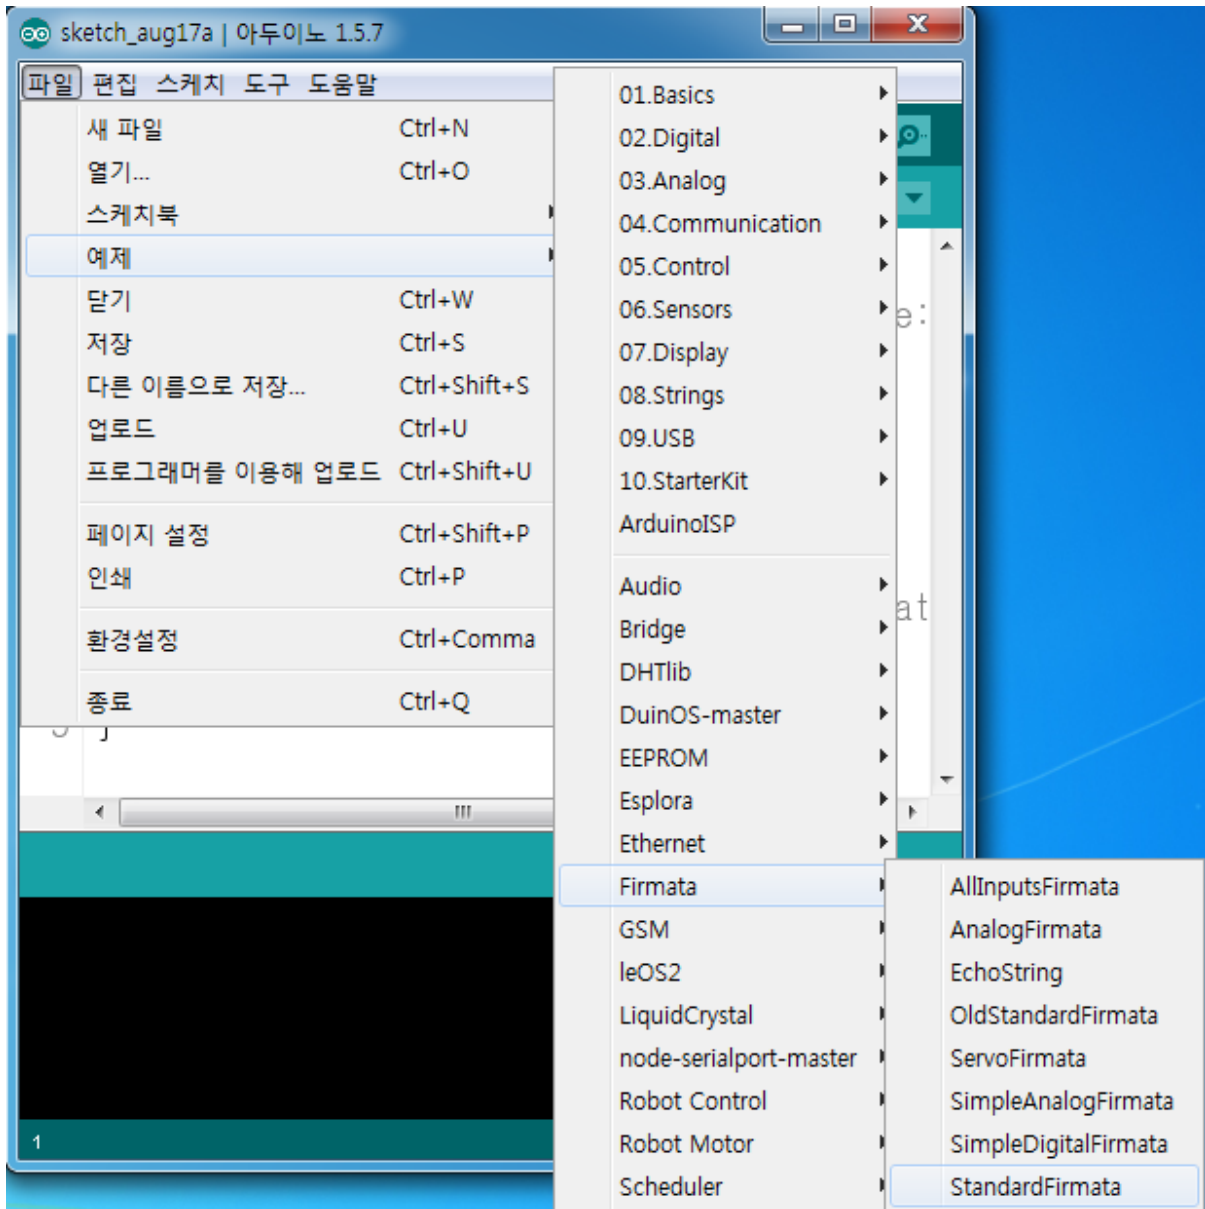 sketch_aug17a | 아두이노 1.5.7
파일 편집 스케치 도구 도움말
새 파일 Ctrl+N
열기... Ctrl+O
스케치북
예제
닫기 Ctrl+W
저장 Ctrl+S
다른 이름으로 저장... Ctrl+Shift+S
업로드 Ctrl+U
프로그래머를 이용해 업로드 Ctrl+Shift+U
페이지 설정 Ctrl+Shift+P
인쇄 Ctrl+P
환경설정 Ctrl+Comma
종료 Ctrl+Q
01.Basics
02.Digital
03.Analog
04.Communication
05.Control
06.Sensors
07.Display
08.Strings
09.USB
10.StarterKit
ArduinoISP
Audio
Bridge
DHTlib
DuinOS-master
EEPROM
Esplora
Ethernet
Firmata
GSM
leOS2
LiquidCrystal
node-serialport-master
Robot Control
Robot Motor
Scheduler
AllInputsFirmata
AnalogFirmata
EchoString
OldStandardFirmata
ServoFirmata
SimpleAnalogFirmata
SimpleDigitalFirmata
StandardFirmata
e:
at
1